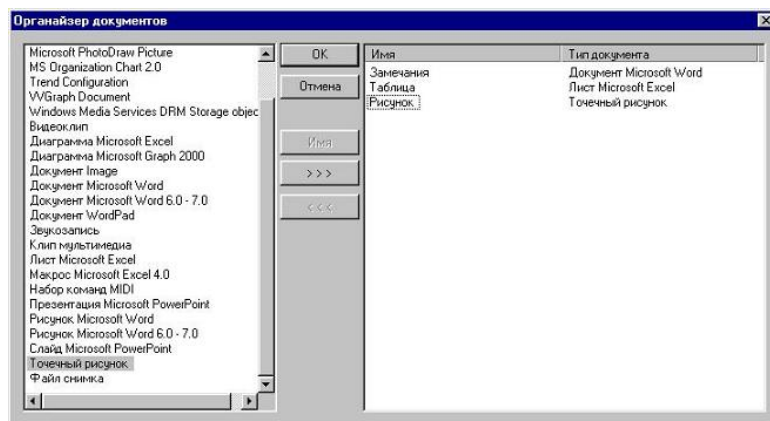 Органайзер документов
Microsoft PhotoDraw Picture
MS Organization Chart 2.0
Trend Configuration
VVGraph Document
Windows Media Services DRM Storage objec
Видеоклип
Диаграмма Microsoft Excel
Диаграмма Microsoft Graph 2000
Документ Image
Документ Microsoft Word
Документ Microsoft Word 6.0 - 7.0
Документ WordPad
Звукозапись
Клип мультимедиа
Лист Microsoft Excel
Макрос Microsoft Excel 4.0
Набор команд MIDI
Презентация Microsoft PowerPoint
Рисунок Microsoft Word
Рисунок Microsoft Word 6.0 - 7.0
Слайд Microsoft PowerPoint
Точечный рисунок
Файл снимка
OK
Отмена
Имя
>>>
<<<
Имя Тип документа
Замечания Документ Microsoft Word
Таблица Лист Microsoft Excel
Рисунок Точечный рисунок